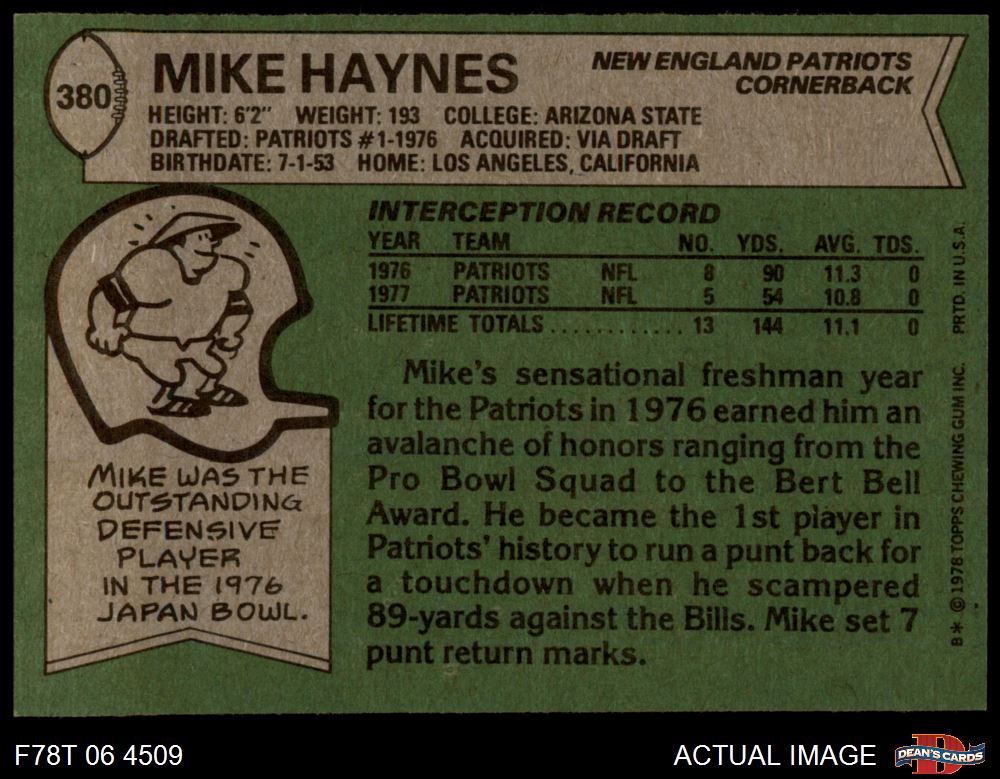 380
MIKE HAYNES
NEW ENGLAND PATRIOTS
CORNERBACK
HEIGHT: 6'2" WEIGHT: 193 COLLEGE: ARIZONA STATE
DRAFTED: PATRIOTS #1-1976 ACQUIRED: VIA DRAFT
BIRTHDATE: 7-1-53 HOME: LOS ANGELES, CALIFORNIA
INTERCEPTION RECORD
YEAR TEAM NO. YDS. AVG. TDS.
1976 PATRIOTS NFL 8 90 11.3 0
1977 PATRIOTS NFL 5 54 10.8 0
LIFETIME TOTALS............ 13 144 11.1 0
Mike's sensational freshman year
for the Patriots in 1976 earned him an
avalanche of honors ranging from the
Pro Bowl Squad to the Bert Bell
Award. He became the 1st player in
Patriots' history to run a punt back for
a touchdown when he scampered
89-yards against the Bills. Mike set 7
punt return marks.
MIKE WAS THE
OUTSTANDING
DEFENSIVE
PLAYER
IN THE 1976
JAPAN BOWL.
B* © 1978 TOPPS CHEWING GUM INC. PRTD. IN U.S.A.
F78T 06 4509
ACTUAL IMAGE
DEAN'S CARDS